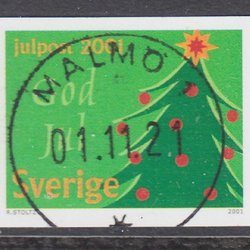 julpost 2001
MALMÖ
God
Jul
01.11.21
Sverige
R. STOLTZ
2001